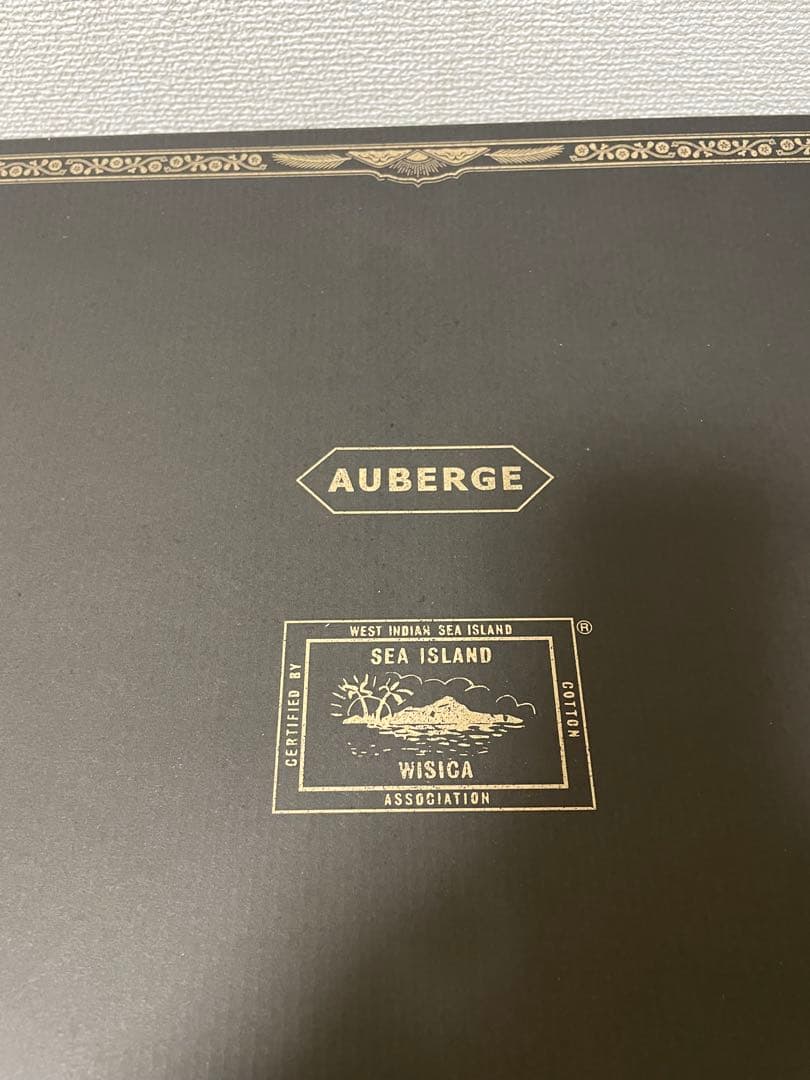 AUBERGE
WEST INDIAN SEA ISLAND
®
SEA ISLAND
CERTIFIED BY
COTTON
WISICA
ASSOCIATION